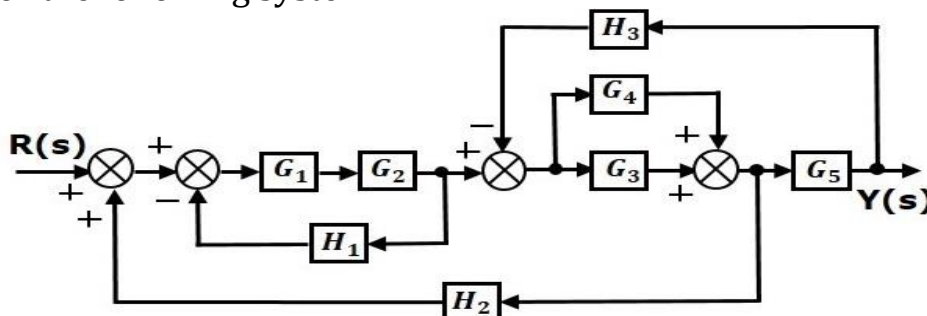 H₃
G₄
R(s) + − + +
G₁ G₂ G₃ G₅
+ − + Y(s)
+ H₁
H₂